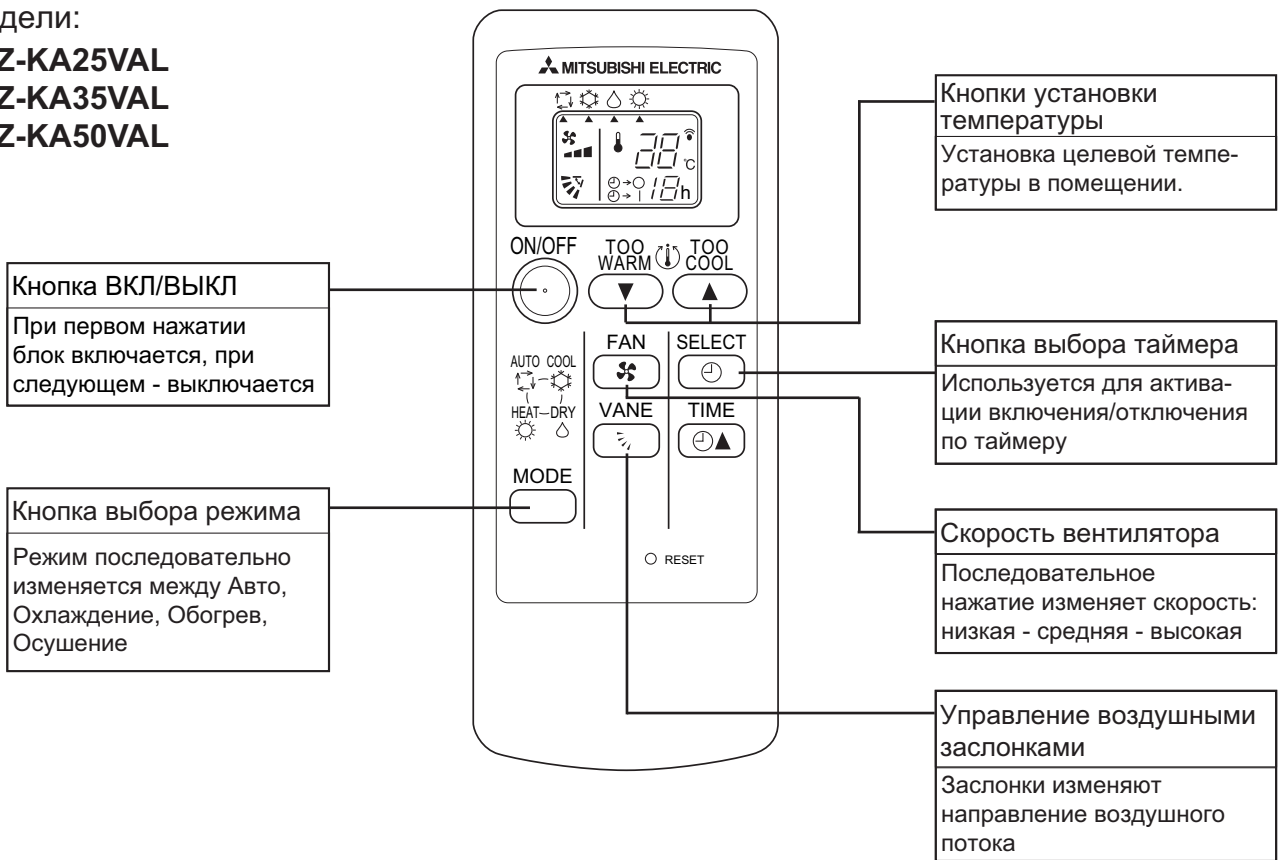 дели:
Z-KA25VAL
Z-KA35VAL
Z-KA50VAL
MITSUBISHI ELECTRIC
88 °C
18h
ON/OFF
TOO WARM
TOO COOL
FAN
SELECT
AUTO COOL
HEAT DRY
VANE
TIME
MODE
RESET
Кнопка ВКЛ/ВЫКЛ
При первом нажатии
блок включается, при
следующем - выключается
Кнопка выбора режима
Режим последовательно
изменяется между Авто,
Охлаждение, Обогрев,
Осушение
Кнопки установки
температуры
Установка целевой темпе-
ратуры в помещении.
Кнопка выбора таймера
Используется для актива-
ции включения/отключения
по таймеру
Скорость вентилятора
Последовательное
нажатие изменяет скорость:
низкая - средняя - высокая
Управление воздушными
заслонками
Заслонки изменяют
направление воздушного
потока